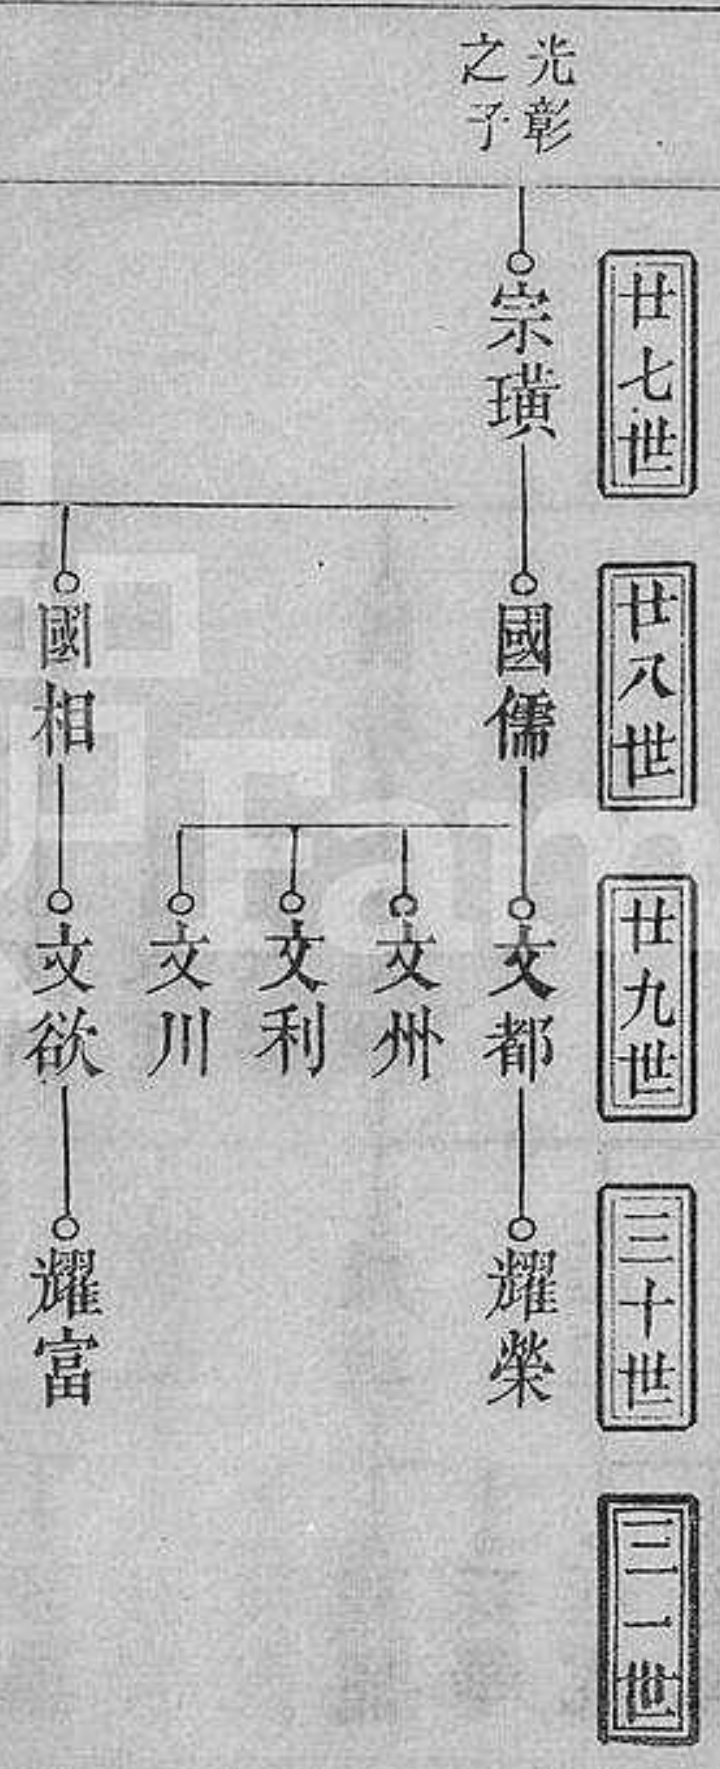 廿七世
廿八世
廿九世
三十世
三一世
光彰
之子
宗璜
國儒
文都
耀榮
文州
文利
文川
國相
文欲
耀富